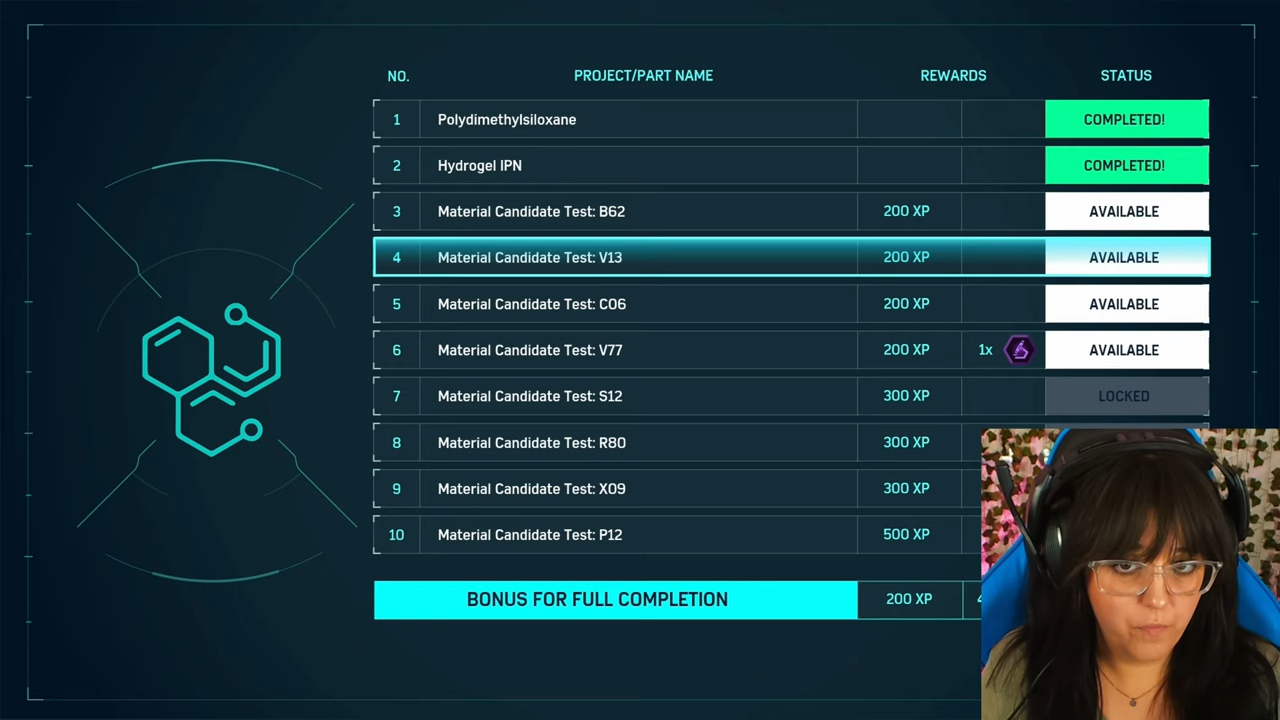 NO. PROJECT/PART NAME REWARDS STATUS
1 Polydimethylsiloxane COMPLETED!
2 Hydrogel IPN COMPLETED!
3 Material Candidate Test: B62 200 XP AVAILABLE
4 Material Candidate Test: V13 200 XP AVAILABLE
5 Material Candidate Test: C06 200 XP AVAILABLE
6 Material Candidate Test: V77 200 XP 1x AVAILABLE
7 Material Candidate Test: S12 300 XP LOCKED
8 Material Candidate Test: R80 300 XP
9 Material Candidate Test: X09 300 XP
10 Material Candidate Test: P12 500 XP
BONUS FOR FULL COMPLETION 200 XP